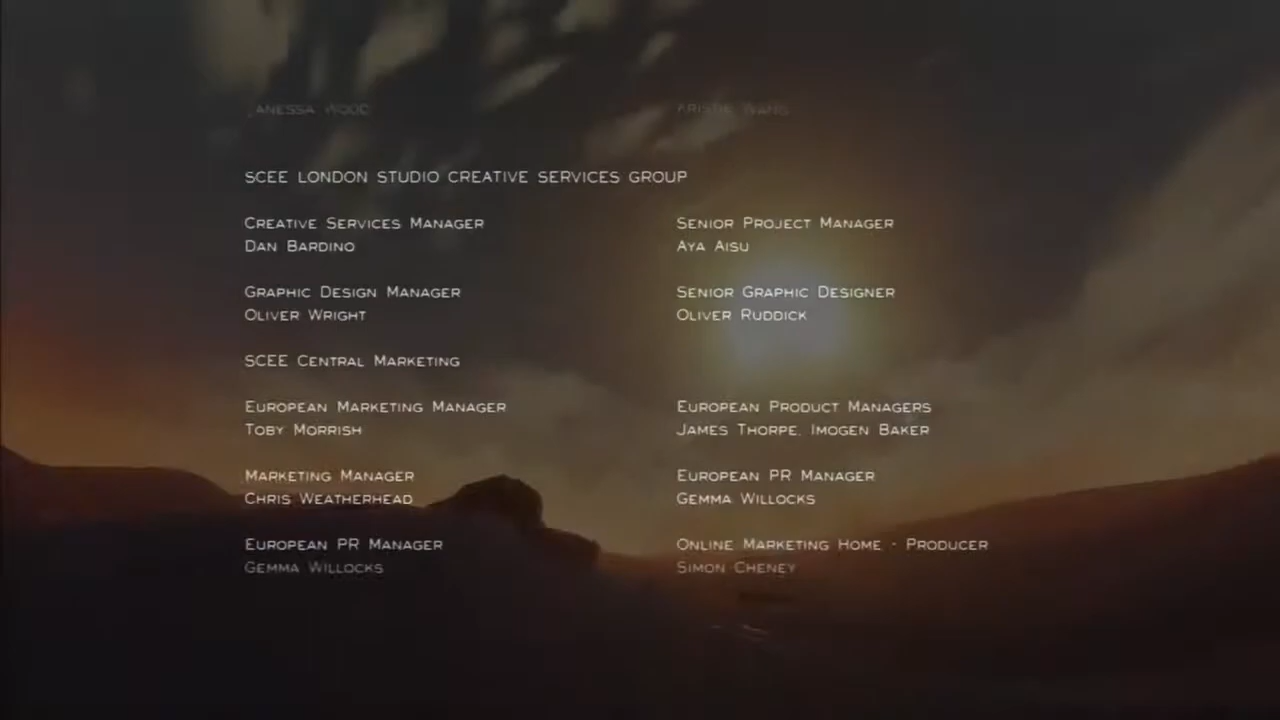 WOOD
SCEE LONDON STUDIO CREATIVE SERVICES GROUP
CREATIVE SERVICES MANAGER
DAN BARDINO
SENIOR PROJECT MANAGER
AYA AISU
GRAPHIC DESIGN MANAGER
OLIVER WRIGHT
SENIOR GRAPHIC DESIGNER
OLIVER RUDDICK
SCEE CENTRAL MARKETING
EUROPEAN MARKETING MANAGER
TOBY MORRISH
EUROPEAN PRODUCT MANAGERS
JAMES THORPE, IMOGEN BAKER
MARKETING MANAGER
CHRIS WEATHERHEAD
EUROPEAN PR MANAGER
GEMMA WILLOCKS
EUROPEAN PR MANAGER
GEMMA WILLOCKS
ONLINE MARKETING HOME - PRODUCER
SIMON CHENEY